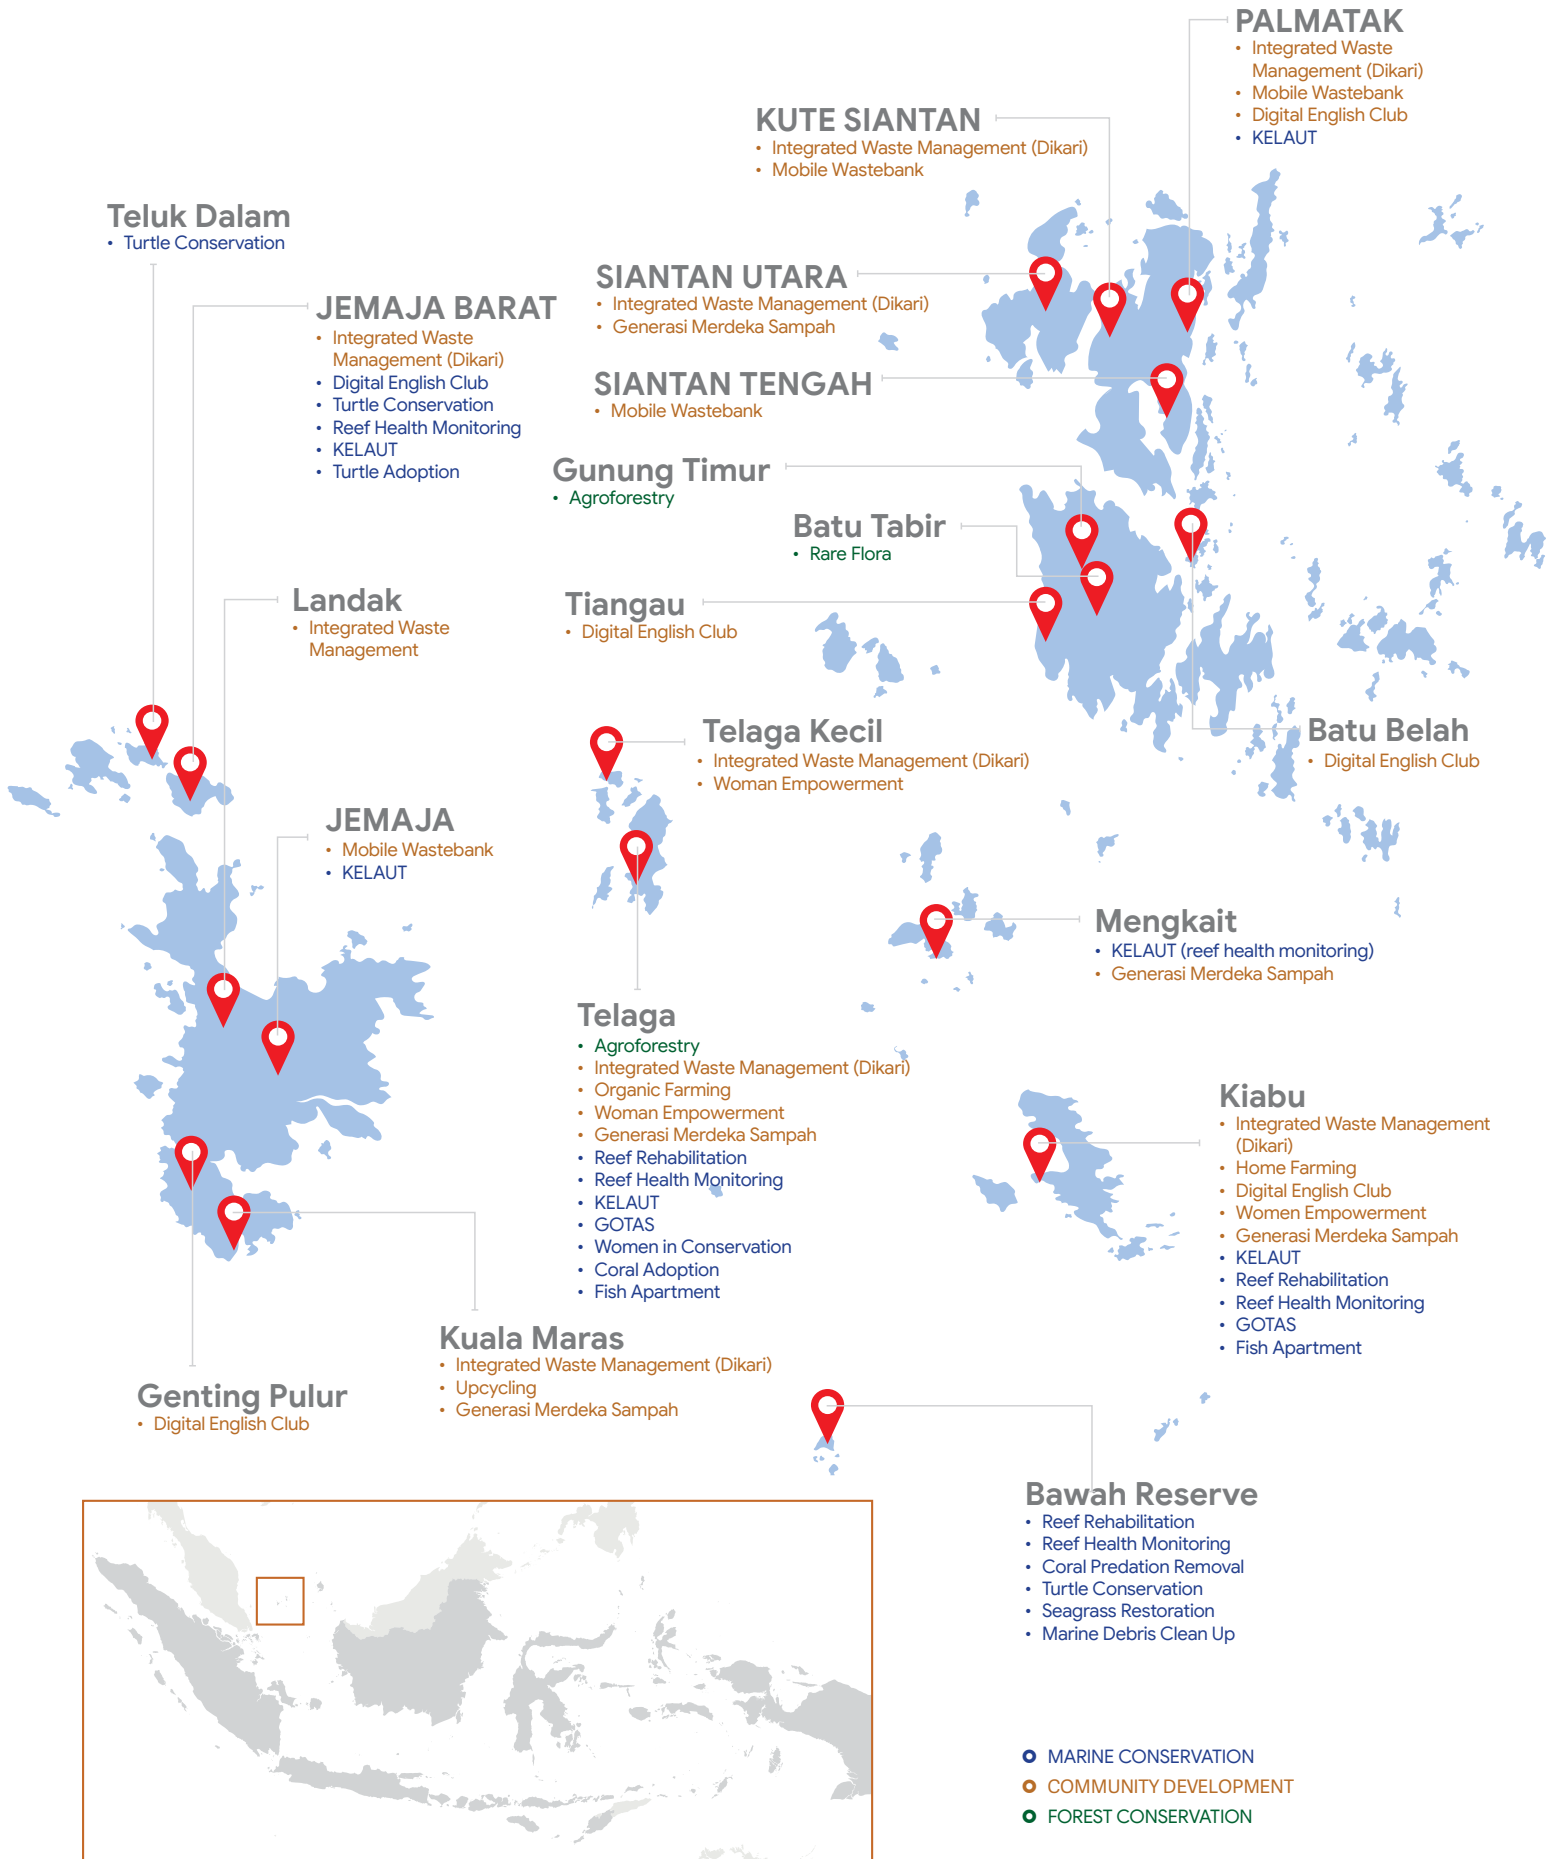 PALMATAK
• Integrated Waste
Management (Dikari)
• Mobile Wastebank
• Digital English Club
• KELAUT
KUTE SIANTAN
• Integrated Waste Management (Dikari)
• Mobile Wastebank
Teluk Dalam
• Turtle Conservation
SIANTAN UTARA
• Integrated Waste Management (Dikari)
• Generasi Merdeka Sampah
JEMAJA BARAT
• Integrated Waste
Management (Dikari)
• Digital English Club
• Turtle Conservation
• Reef Health Monitoring
• KELAUT
• Turtle Adoption
SIANTAN TENGAH
• Mobile Wastebank
Gunung Timur
• Agroforestry
Batu Tabir
• Rare Flora
Landak
• Integrated Waste
Management
Tiangau
• Digital English Club
Telaga Kecil
• Integrated Waste Management (Dikari)
• Woman Empowerment
Batu Belah
• Digital English Club
JEMAJA
• Mobile Wastebank
• KELAUT
Mengkait
• KELAUT (reef health monitoring)
• Generasi Merdeka Sampah
Telaga
• Agroforestry
• Integrated Waste Management (Dikari)
• Organic Farming
• Woman Empowerment
• Generasi Merdeka Sampah
• Reef Rehabilitation
• Reef Health Monitoring
• KELAUT
• GOTAS
• Women in Conservation
• Coral Adoption
• Fish Apartment
Kiabu
• Integrated Waste Management
(Dikari)
• Home Farming
• Digital English Club
• Women Empowerment
• Generasi Merdeka Sampah
• KELAUT
• Reef Rehabilitation
• Reef Health Monitoring
• GOTAS
• Fish Apartment
Kuala Maras
• Integrated Waste Management (Dikari)
• Upcycling
• Generasi Merdeka Sampah
Genting Pulur
• Digital English Club
Bawah Reserve
• Reef Rehabilitation
• Reef Health Monitoring
• Coral Predation Removal
• Turtle Conservation
• Seagrass Restoration
• Marine Debris Clean Up
MARINE CONSERVATION
COMMUNITY DEVELOPMENT
FOREST CONSERVATION